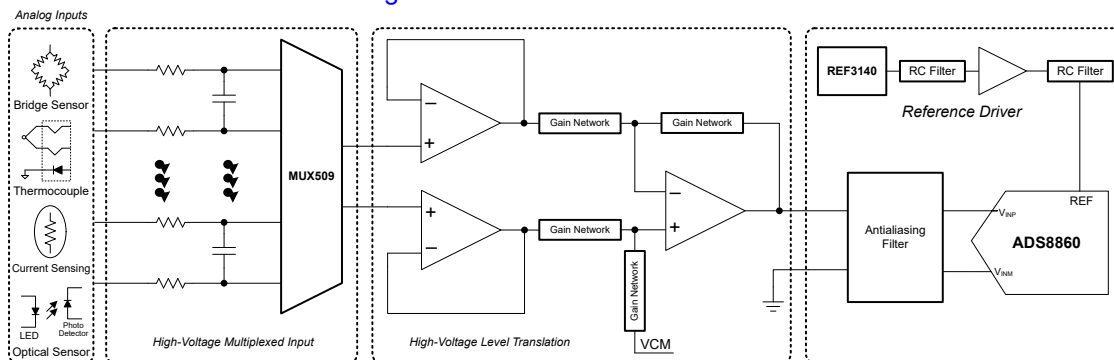 Analog Inputs
Bridge Sensor
Thermocouple
Current Sensing
LED
Photo
Detector
Optical Sensor
MUX509
High-Voltage Multiplexed Input
Gain Network
Gain Network
Gain Network
Gain Network
VCM
High-Voltage Level Translation
REF3140
RC Filter
RC Filter
Reference Driver
Antialiasing
Filter
VINP
REF
ADS8860
VINM